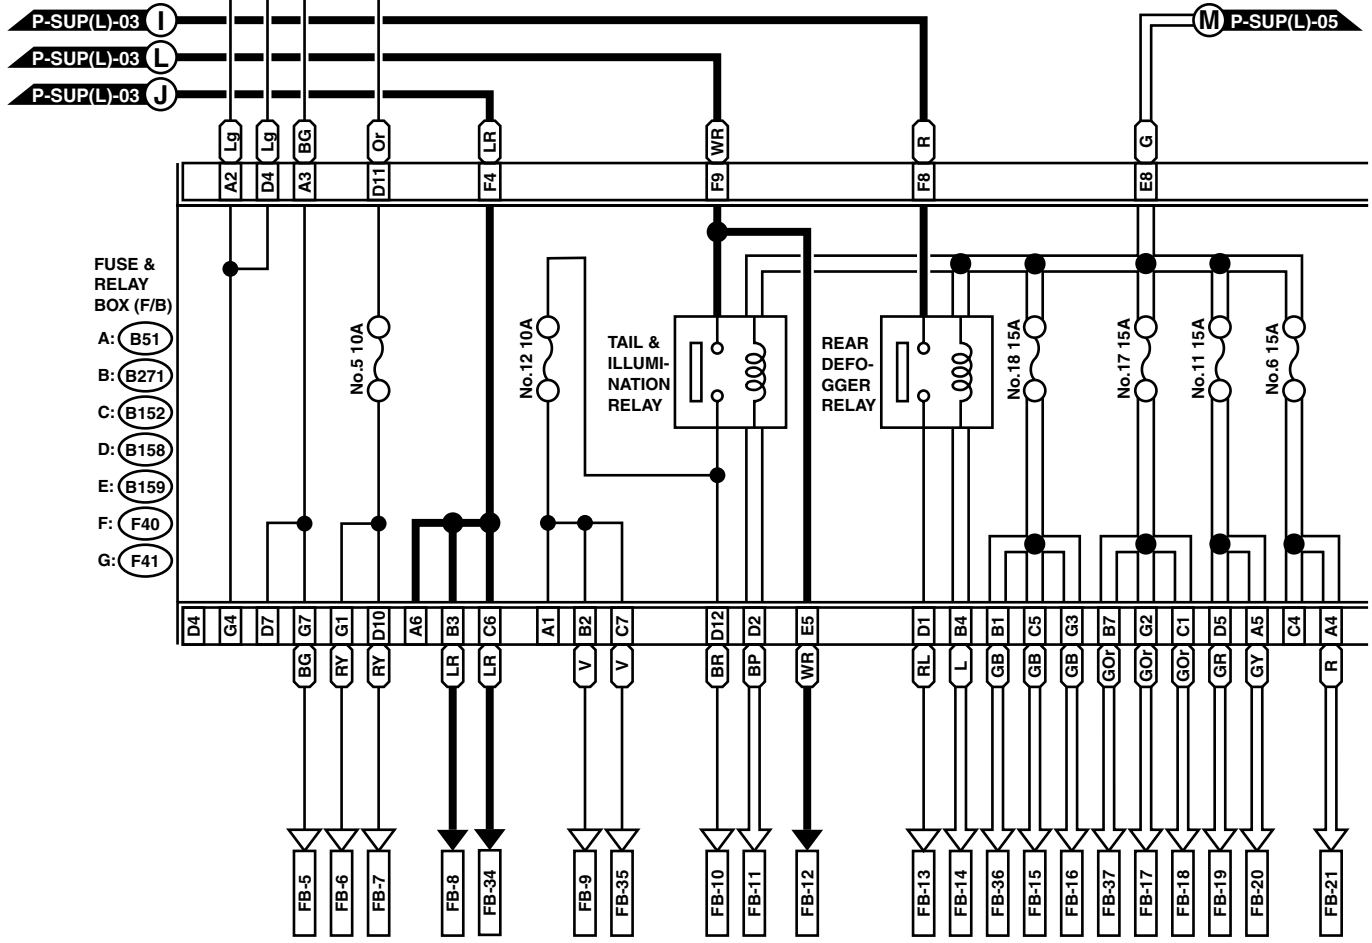 P-SUP(L)-03 I
M P-SUP(L)-05
P-SUP(L)-03 L
P-SUP(L)-03 J
Lg Lg BG Or LR WR R G
A2 D4 A3 D11 F4 F9 F8 E8
FUSE &
RELAY
BOX (F/B)
A: B51
B: B271
C: B152
D: B158
E: B159
F: F40
G: F41
No.5 10A
No.12 10A
TAIL &
ILLUMI-
NATION
RELAY
REAR
DEFO-
GGER
RELAY
No.18 15A
No.17 15A
No.11 15A
No.6 15A
D4 G4 D7 G7 G1 D10 A6 B3 C6 A1 B2 C7 D12 D2 E5 D1 B4 B1 C5 G3 B7 G2 C1 D5 A5 C4 A4
BG RY RY LR LR V V BR BP WR RL L GB GB GB GOr GOr GOr GR GY R
FB-5 FB-6 FB-7 FB-8 FB-34 FB-9 FB-35 FB-10 FB-11 FB-12 FB-13 FB-14 FB-36 FB-15 FB-16 FB-37 FB-17 FB-18 FB-19 FB-20 FB-21